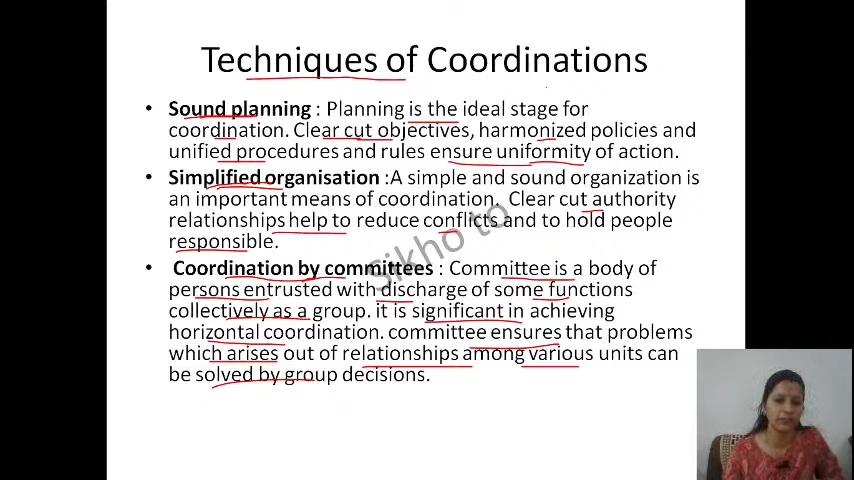 Techniques of Coordinations
• Sound planning : Planning is the ideal stage for
coordination. Clear cut objectives, harmonized policies and
unified procedures and rules ensure uniformity of action.
• Simplified organisation :A simple and sound organization is
an important means of coordination. Clear cut authority
relationships help to reduce conflicts and to hold people
responsible.
• Coordination by committees : Committee is a body of
persons entrusted with discharge of some functions
collectively as a group. it is significant in achieving
horizontal coordination. committee ensures that problems
which arises out of relationships among various units can
be solved by group decisions.
Sikho to